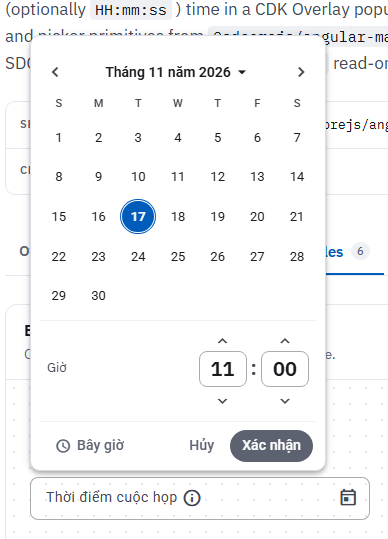 (optionally HH:mm:ss ) time in a CDK Overlay popu
and picker primitives from
SDC read-on
Tháng 11 năm 2026
S M T W T F S
1 2 3 4 5 6 7
8 9 10 11 12 13 14
15 16 17 18 19 20 21
22 23 24 25 26 27 28
29 30
Giờ
11 : 00
Bây giờ Hủy Xác nhận
Thời điểm cuộc họp
6